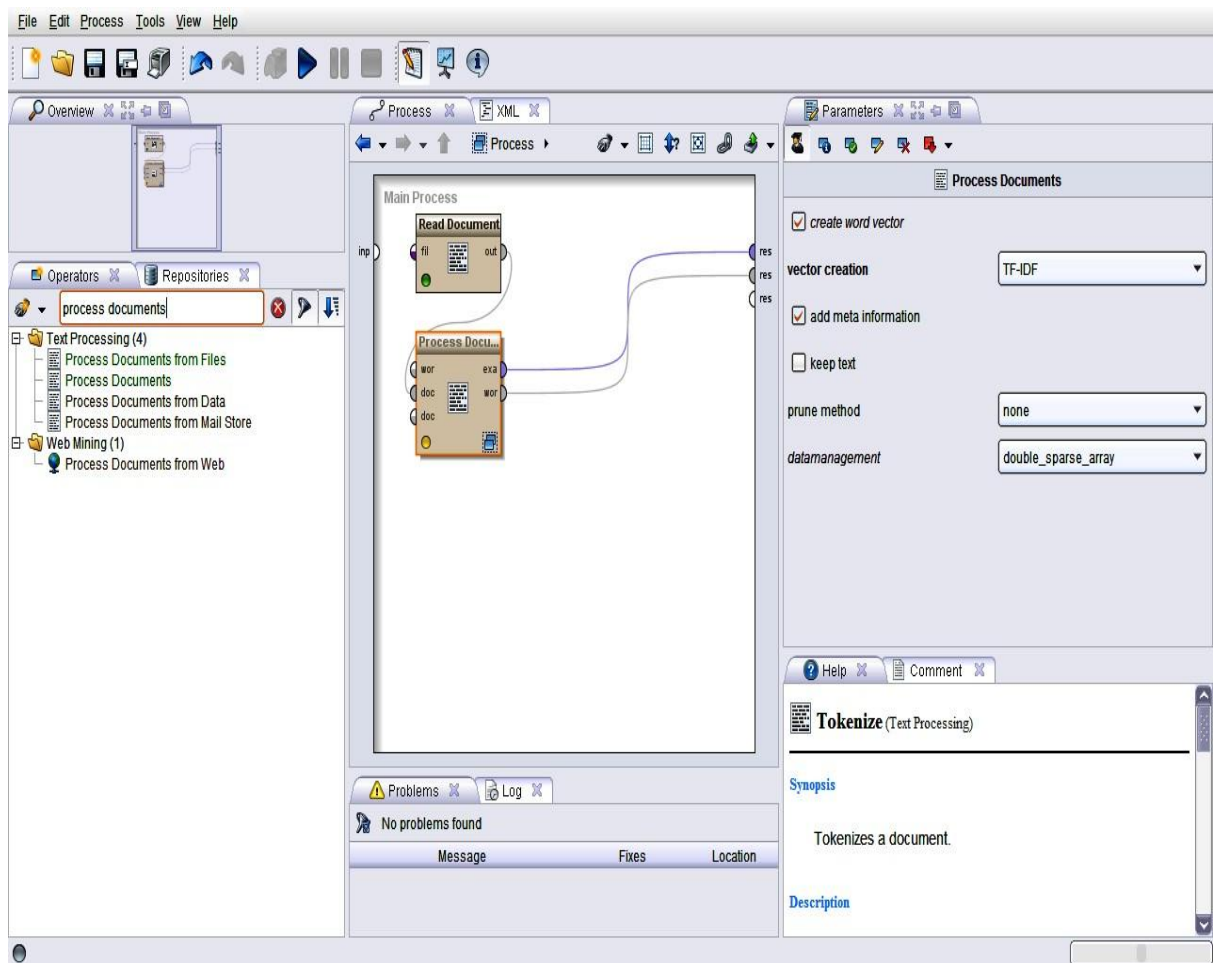 File Edit Process Tools View Help
Overview
Operators Repositories
process documents
Text Processing (4)
Process Documents from Files
Process Documents
Process Documents from Data
Process Documents from Mail Store
Web Mining (1)
Process Documents from Web
Process XML
Process
Main Process
Read Document
inp fil out res
res
res
Process Docu...
wor exa
doc wor
doc
Problems Log
No problems found
Message Fixes Location
Parameters
Process Documents
create word vector
vector creation TF-IDF
add meta information
keep text
prune method none
datamanagement double_sparse_array
Help Comment
Tokenize (Text Processing)
Synopsis
Tokenizes a document.
Description